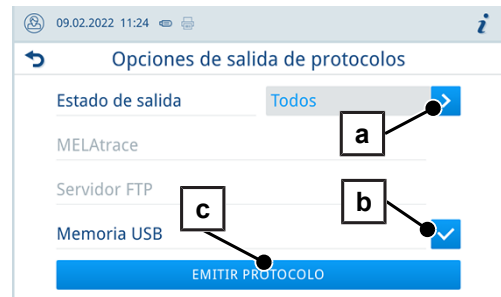 09.02.2022 11:24
i
Opciones de salida de protocolos
Estado de salida Todos
a
MELAtrace
Servidor FTP
b
c
Memoria USB
EMITIR PROTOCOLO